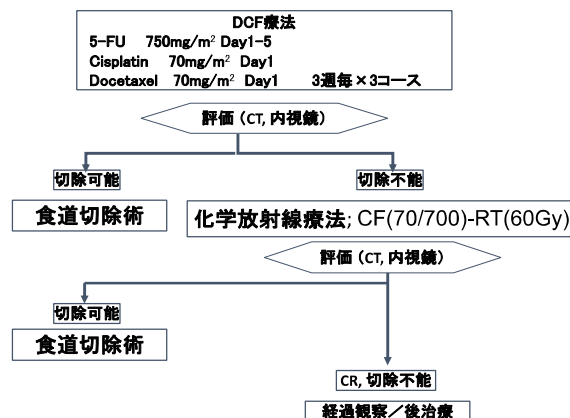 DCF療法
5-FU 750mg/m² Day1-5
Cisplatin 70mg/m² Day1
Docetaxel 70mg/m² Day1 3週毎×3コース
評価 (CT, 内視鏡)
切除可能 切除不能
食道切除術 化学放射線療法; CF(70/700)-RT(60Gy)
評価 (CT, 内視鏡)
切除可能
食道切除術
CR, 切除不能
経過観察／後治療